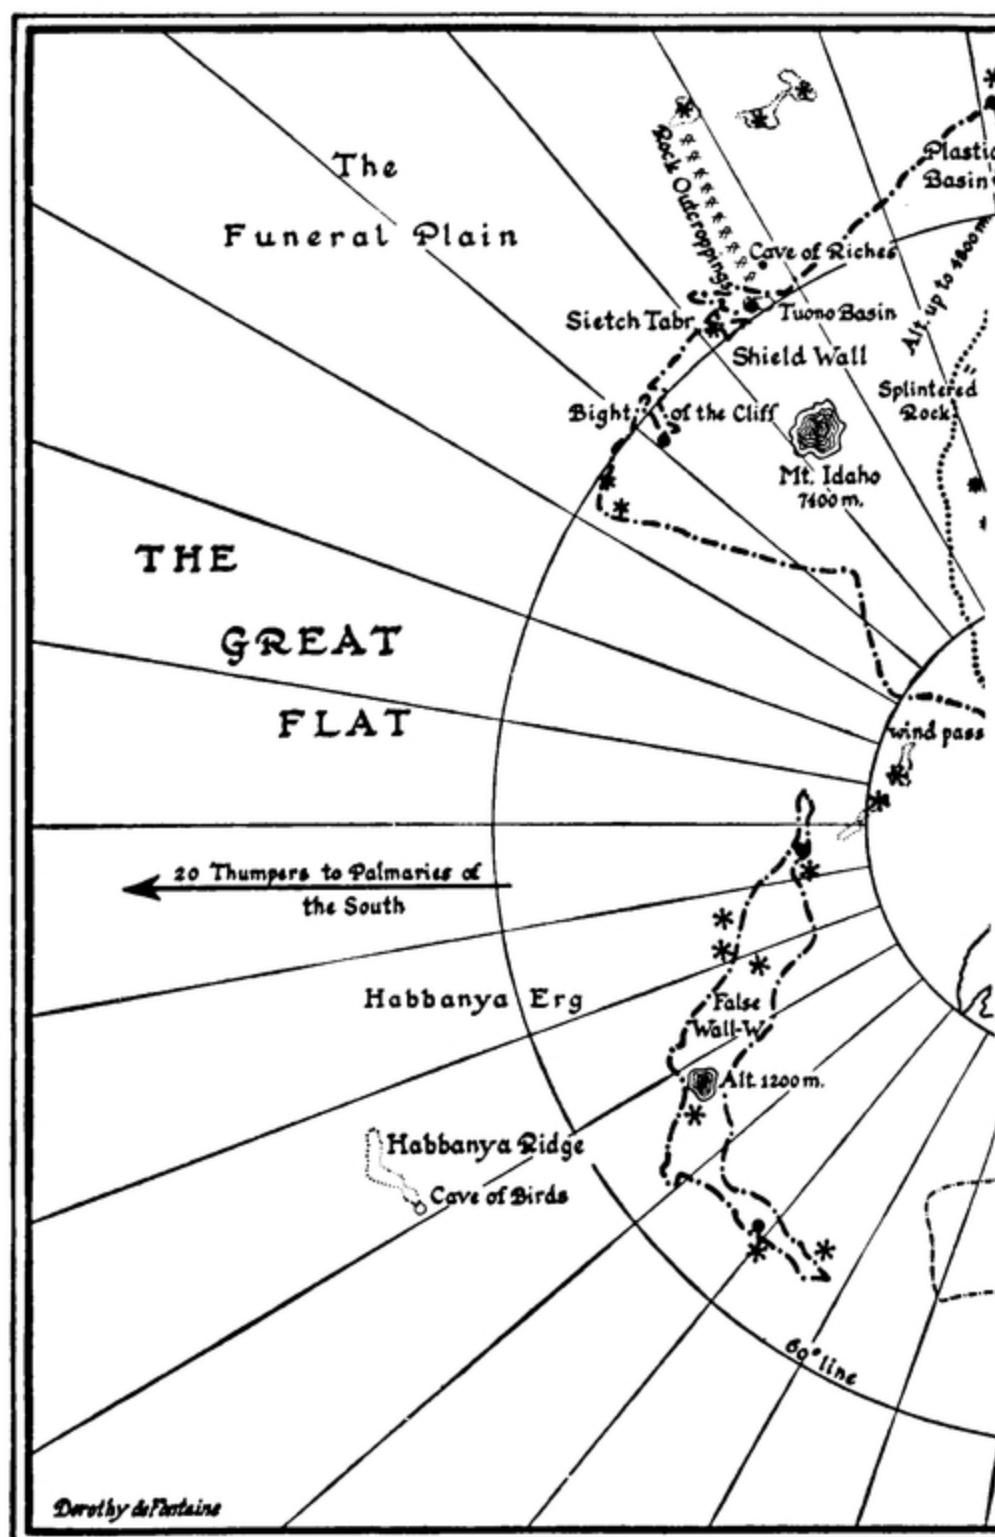 The
Funeral Plain
Rock Outcroppings
Plastic
Basin
Cave of Riches
Alt. up to 4800 m.
Sietch Tabr
Tuono Basin
Shield Wall
Splintered
Rock
Bight of the Cliff
Mt. Idaho
7400 m.
THE
GREAT
FLAT
wind pass
20 Thumpers to Palmaries of
the South
Habbanya Erg
False
Wall-W
Alt. 1200 m.
Habbanya Ridge
Cave of Birds
60° line
Dorothy de Fontaine